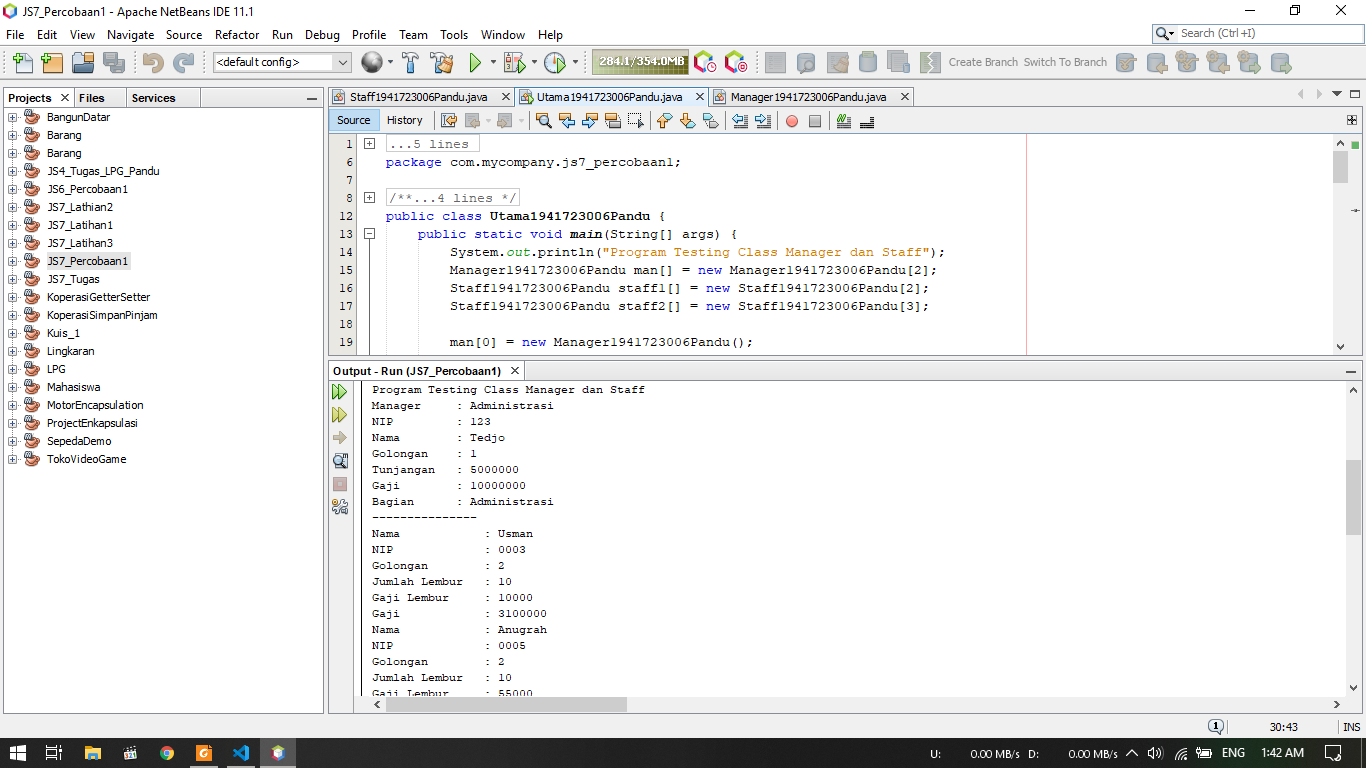 JS7_Percobaan1 - Apache NetBeans IDE 11.1
File Edit View Navigate Source Refactor Run Debug Profile Team Tools Window Help
Search (Ctrl+I)
<default config>
284.1/354.0MB
Create Branch Switch To Branch
Projects
Files
Services
BangunDatar
Barang
Barang
JS4_Tugas_LPG_Pandu
JS6_Percobaan1
JS7_Lathian2
JS7_Latihan1
JS7_Latihan3
JS7_Percobaan1
JS7_Tugas
KoperasiGetterSetter
KoperasiSimpanPinjam
Kuis_1
Lingkaran
LPG
Mahasiswa
MotorEncapsulation
ProjectEnkapsulasi
SepedaDemo
TokoVideoGame
Staff1941723006Pandu.java
Utama1941723006Pandu.java
Manager1941723006Pandu.java
Source History
1 ...5 lines
6 package com.mycompany.js7_percobaan1;
7
8 /**...4 lines */
12 public class Utama1941723006Pandu {
13 public static void main(String[] args) {
14 System.out.println("Program Testing Class Manager dan Staff");
15 Manager1941723006Pandu man[] = new Manager1941723006Pandu[2];
16 Staff1941723006Pandu staff1[] = new Staff1941723006Pandu[2];
17 Staff1941723006Pandu staff2[] = new Staff1941723006Pandu[3];
18
19 man[0] = new Manager1941723006Pandu();
Output - Run (JS7_Percobaan1)
Program Testing Class Manager dan Staff
Manager : Administrasi
NIP : 123
Nama : Tedjo
Golongan : 1
Tunjangan : 5000000
Gaji : 10000000
Bagian : Administrasi
---------------
Nama : Usman
NIP : 0003
Golongan : 2
Jumlah Lembur : 10
Gaji Lembur : 10000
Gaji : 3100000
Nama : Anugrah
NIP : 0005
Golongan : 2
Jumlah Lembur : 10
Gaji Lembur : 55000
1
30:43
INS
U: 0.00 MB/s D: 0.00 MB/s
ENG
1:42 AM